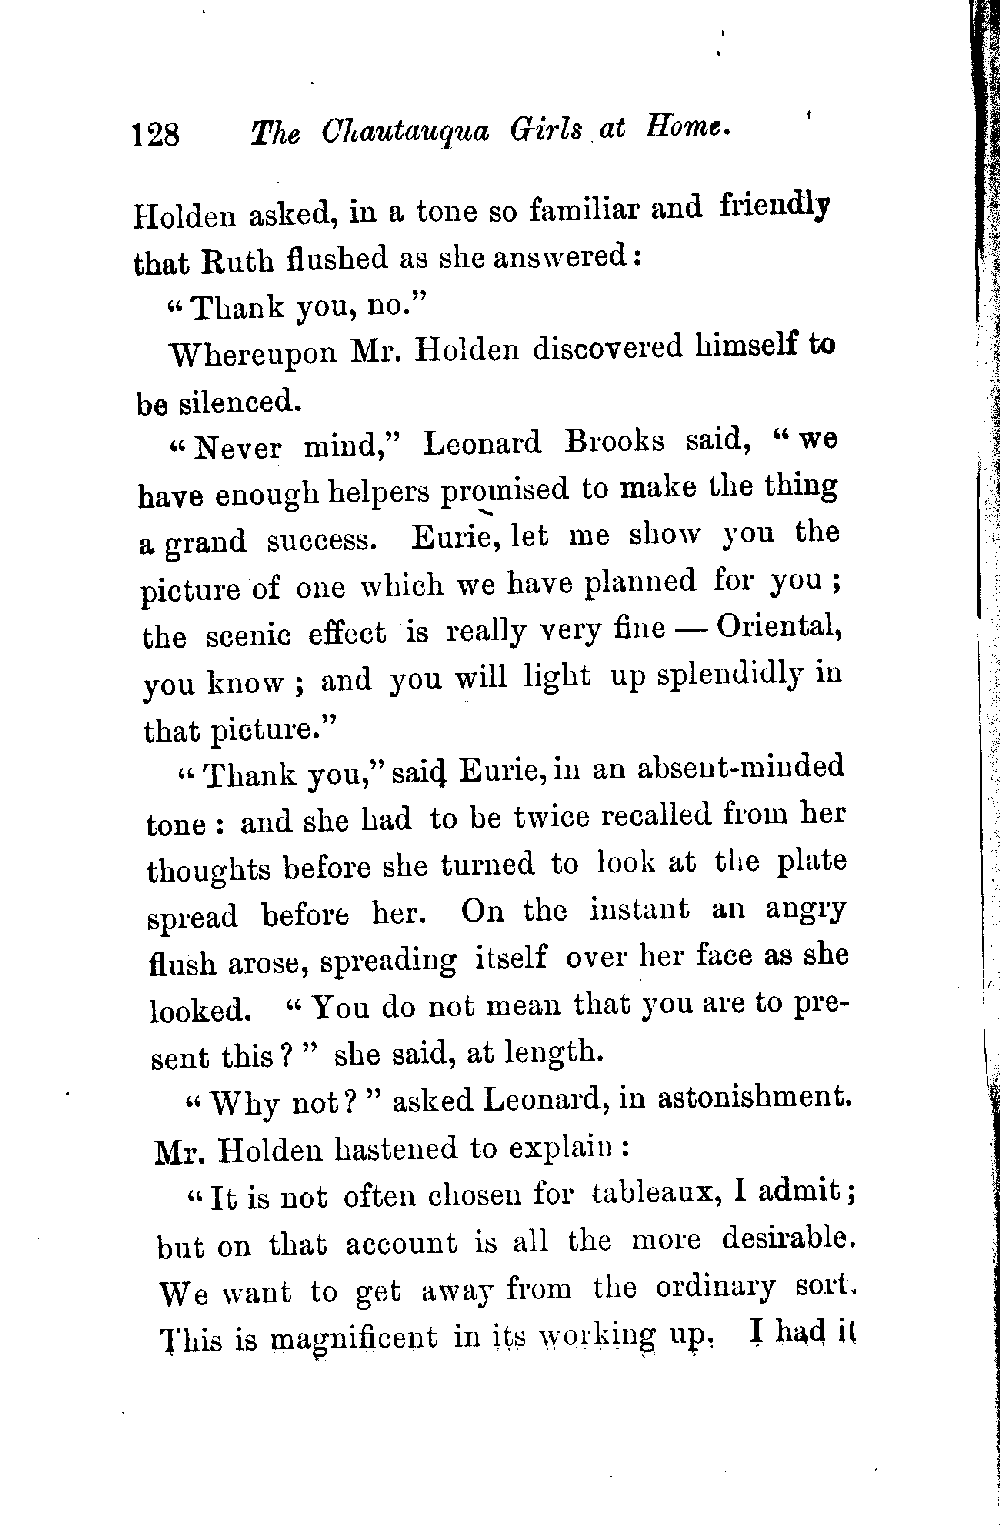 128 The Chautauqua Girls at Home.
Holden asked, in a tone so familiar and friendly
that Ruth flushed as she answered:
"Thank you, no."
Whereupon Mr. Holden discovered himself to
be silenced.
"Never mind," Leonard Brooks said, "we
have enough helpers promised to make the thing
a grand success. Eurie, let me show you the
picture of one which we have planned for you;
the scenic effect is really very fine — Oriental,
you know; and you will light up splendidly in
that picture."
"Thank you," said Eurie, in an absent-minded
tone: and she had to be twice recalled from her
thoughts before she turned to look at the plate
spread before her. On the instant an angry
flush arose, spreading itself over her face as she
looked. "You do not mean that you are to pre-
sent this?" she said, at length.
"Why not?" asked Leonard, in astonishment.
Mr. Holden hastened to explain:
"It is not often chosen for tableaux, I admit;
but on that account is all the more desirable.
We want to get away from the ordinary sort.
This is magnificent in its working up. I had it